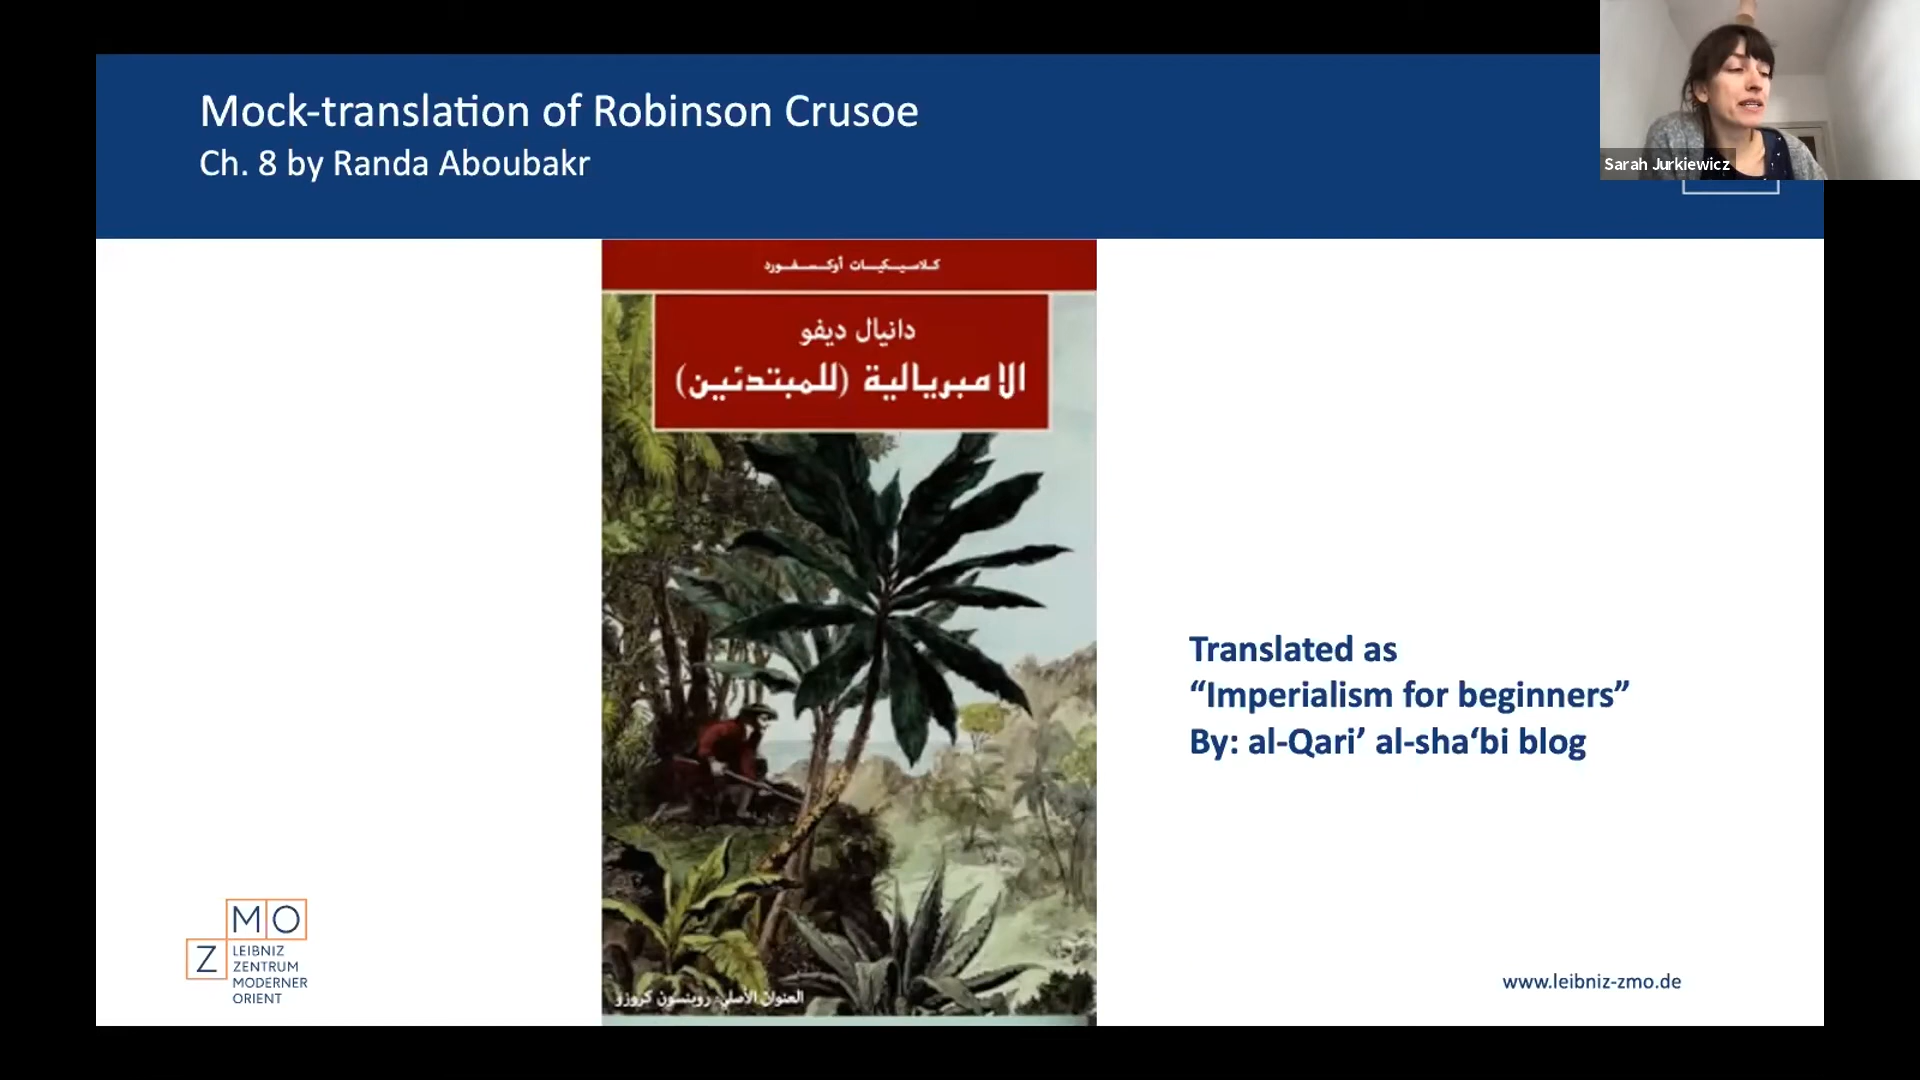 Mock-translation of Robinson Crusoe
Ch. 8 by Randa Aboubakr
Sarah Jurkiewicz
كلاسيكيات أوكسفورد
دانيال ديفو
الامبريالية (للمبتدئين)
العنوان الأصلي: روبنسون كروزو
Translated as
“Imperialism for beginners”
By: al-Qari’ al-sha‘bi blog
MO
Z
LEIBNIZ
ZENTRUM
MODERNER
ORIENT
www.leibniz-zmo.de